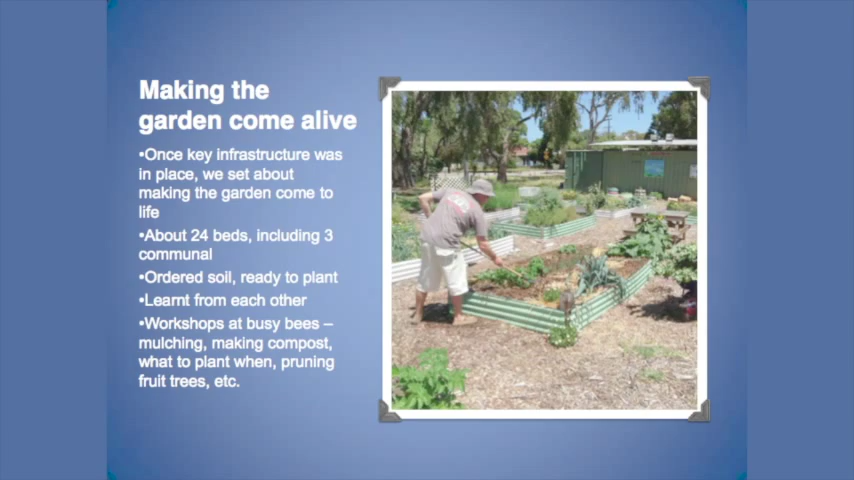 Making the
garden come alive
•Once key infrastructure was
in place, we set about
making the garden come to
life
•About 24 beds, including 3
communal
•Ordered soil, ready to plant
•Learnt from each other
•Workshops at busy bees –
mulching, making compost,
what to plant when, pruning
fruit trees, etc.